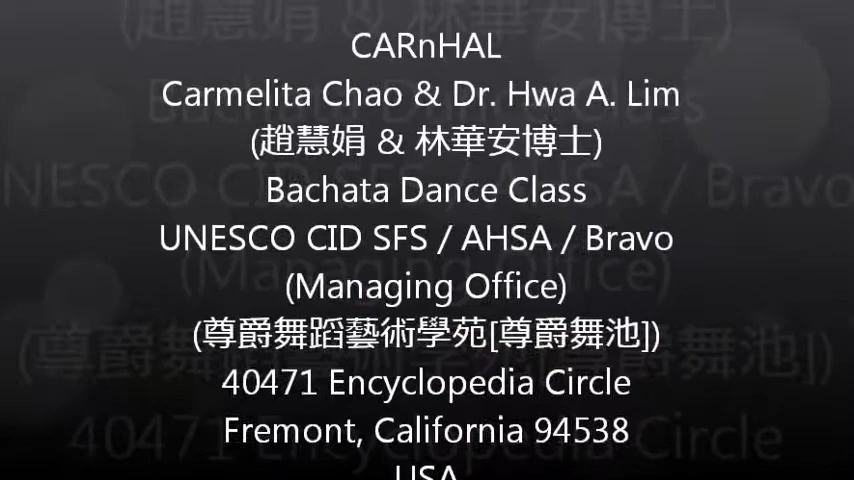 CARnHAL
Carmelita Chao & Dr. Hwa A. Lim
(趙慧娟 & 林華安博士)
Bachata Dance Class
UNESCO CID SFS / AHSA / Bravo
(Managing Office)
(尊爵舞蹈藝術學苑[尊爵舞池])
40471 Encyclopedia Circle
Fremont, California 94538
USA